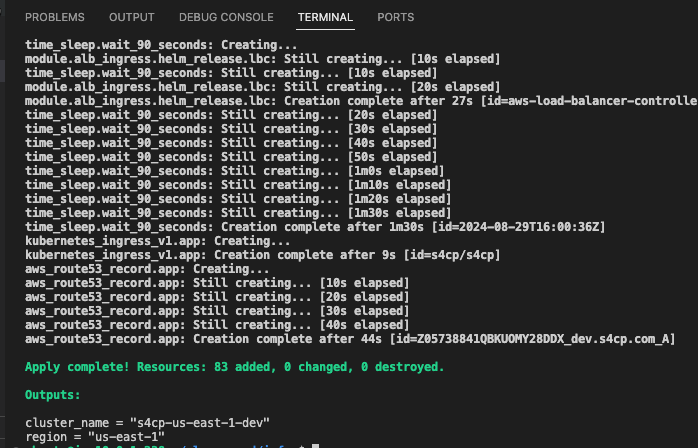 PROBLEMS OUTPUT DEBUG CONSOLE TERMINAL PORTS
time_sleep.wait_90_seconds: Creating...
module.alb_ingress.helm_release.lbc: Still creating... [10s elapsed]
time_sleep.wait_90_seconds: Still creating... [10s elapsed]
module.alb_ingress.helm_release.lbc: Still creating... [20s elapsed]
module.alb_ingress.helm_release.lbc: Creation complete after 27s [id=aws-load-balancer-controlle
time_sleep.wait_90_seconds: Still creating... [20s elapsed]
time_sleep.wait_90_seconds: Still creating... [30s elapsed]
time_sleep.wait_90_seconds: Still creating... [40s elapsed]
time_sleep.wait_90_seconds: Still creating... [50s elapsed]
time_sleep.wait_90_seconds: Still creating... [1m0s elapsed]
time_sleep.wait_90_seconds: Still creating... [1m10s elapsed]
time_sleep.wait_90_seconds: Still creating... [1m20s elapsed]
time_sleep.wait_90_seconds: Still creating... [1m30s elapsed]
time_sleep.wait_90_seconds: Creation complete after 1m30s [id=2024-08-29T16:00:36Z]
kubernetes_ingress_v1.app: Creating...
kubernetes_ingress_v1.app: Creation complete after 9s [id=s4cp/s4cp]
aws_route53_record.app: Creating...
aws_route53_record.app: Still creating... [10s elapsed]
aws_route53_record.app: Still creating... [20s elapsed]
aws_route53_record.app: Still creating... [30s elapsed]
aws_route53_record.app: Still creating... [40s elapsed]
aws_route53_record.app: Creation complete after 44s [id=Z05738841QBKUOMY28DDX_dev.s4cp.com_A]
Apply complete! Resources: 83 added, 0 changed, 0 destroyed.
Outputs:
cluster_name = "s4cp-us-east-1-dev"
region = "us-east-1"